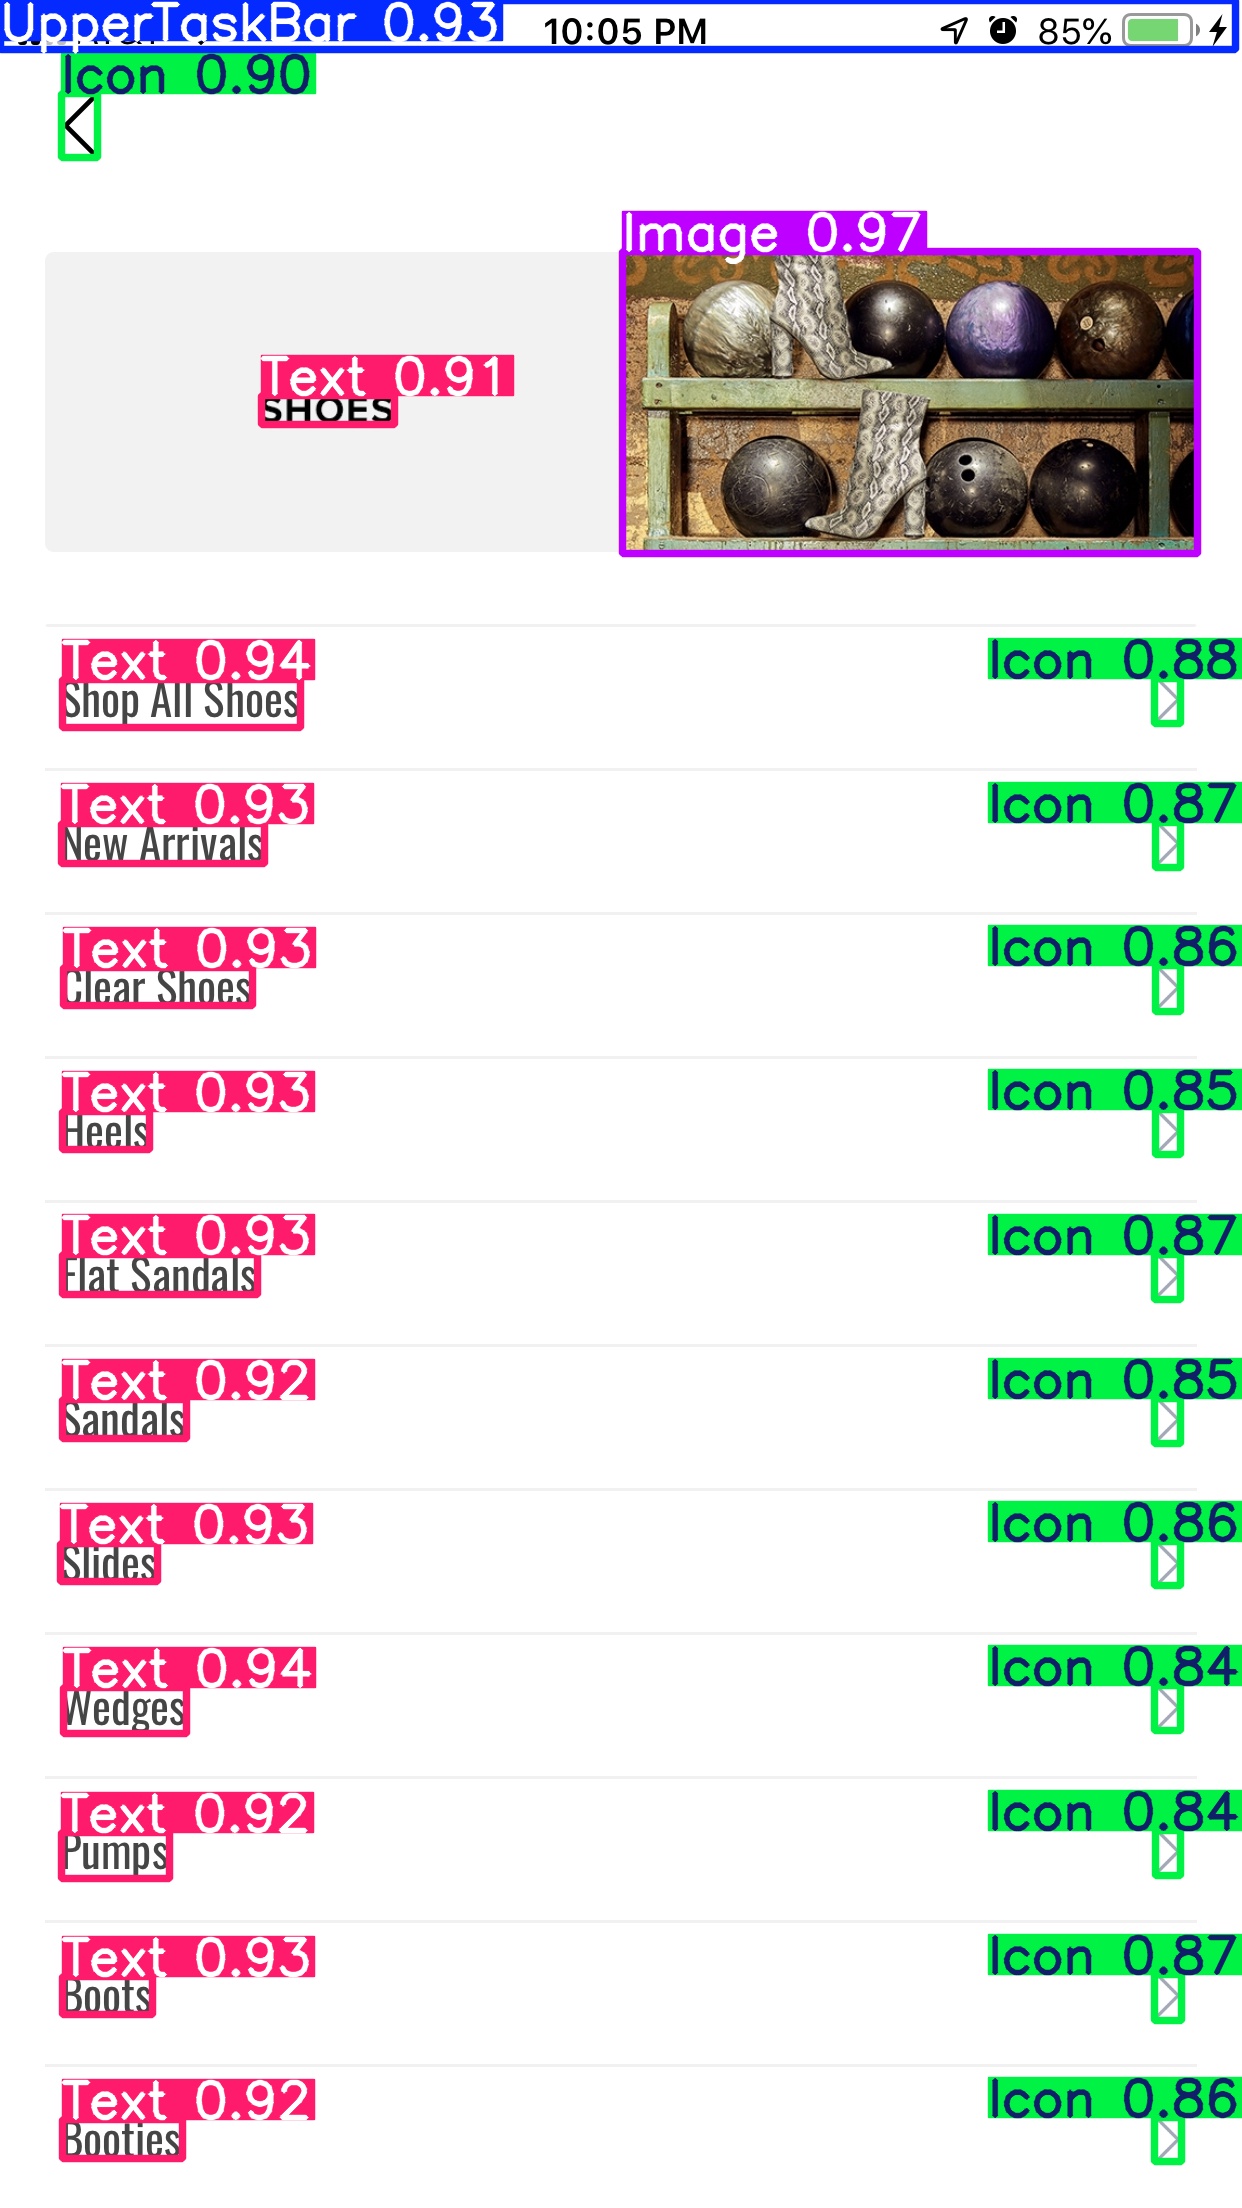 UpperTaskBar 0.93
10:05 PM
85%
Icon 0.90
Image 0.97
Text 0.91
SHOES
Text 0.94
Icon 0.88
Shop All Shoes
Text 0.93
Icon 0.87
New Arrivals
Text 0.93
Icon 0.86
Clear Shoes
Text 0.93
Icon 0.85
Heels
Text 0.93
Icon 0.87
Flat Sandals
Text 0.92
Icon 0.85
Sandals
Text 0.93
Icon 0.86
Slides
Text 0.94
Icon 0.84
Wedges
Text 0.92
Icon 0.84
Pumps
Text 0.93
Icon 0.87
Boots
Text 0.92
Icon 0.86
Booties